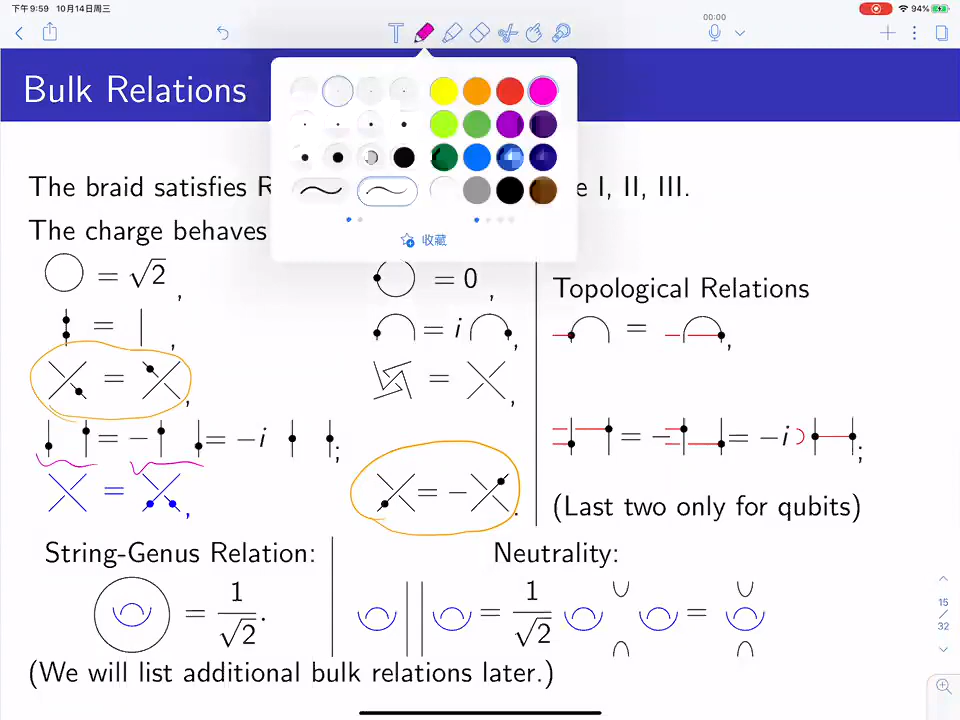 下午9:59 10月14日周三
94%
00:00
T
Bulk Relations
The braid satisfies R
e I, II, III.
The charge behaves
收藏
= √2 ,
= 0 ,
= ,
= i ,
= ,
= ,
= − = −i ;
= ,
= − .
Topological Relations
= ,
= − = −i ;
(Last two only for qubits)
String-Genus Relation:
= 1/√2.
Neutrality:
= 1/√2 =
(We will list additional bulk relations later.)
15
/
32